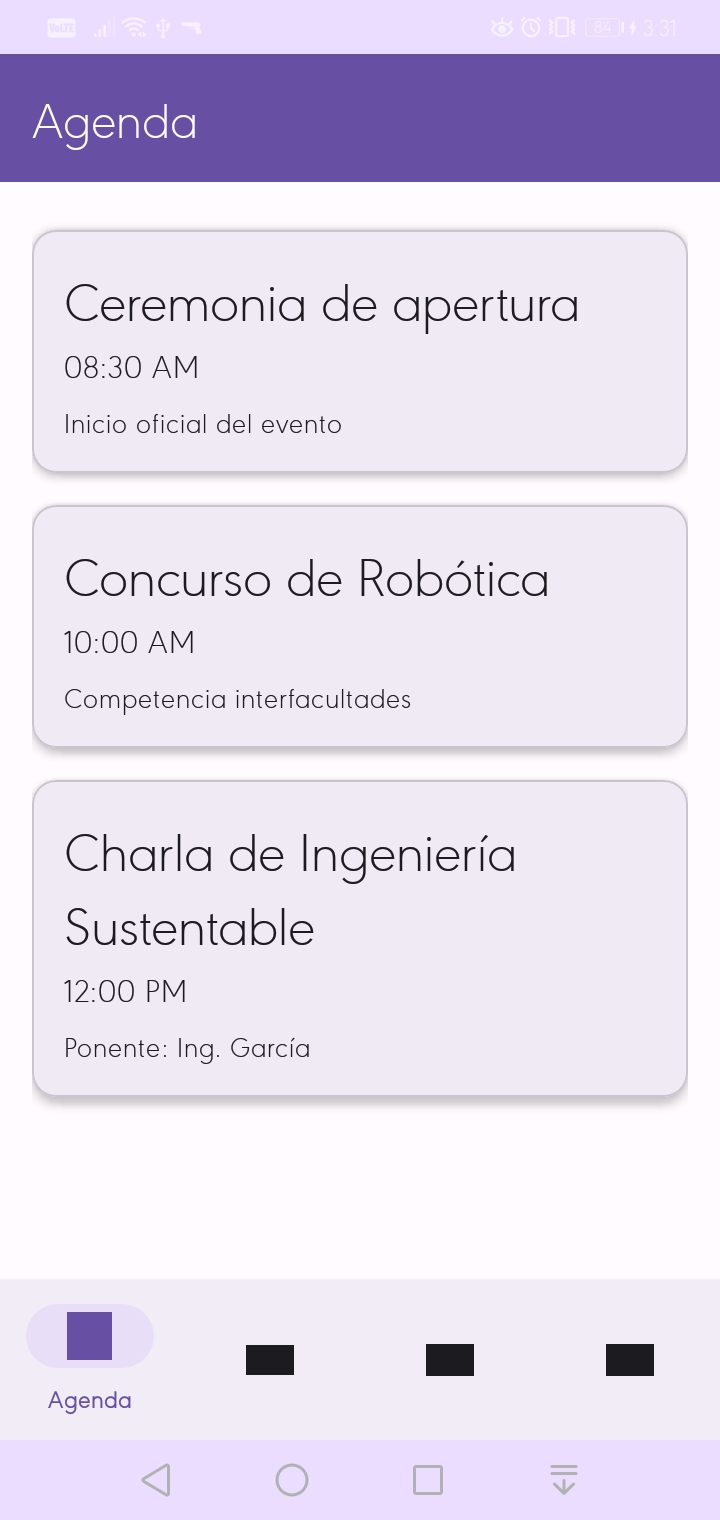 VoLTE 84 3:31
Agenda
Ceremonia de apertura
08:30 AM
Inicio oficial del evento
Concurso de Robótica
10:00 AM
Competencia interfacultades
Charla de Ingeniería
Sustentable
12:00 PM
Ponente: Ing. García
Agenda